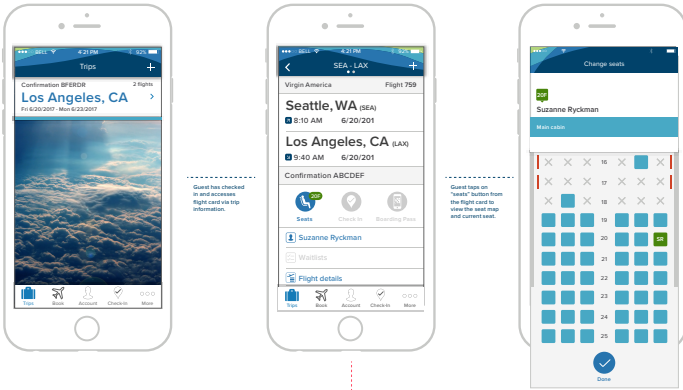 BELL 4:21 PM 92%
Trips +
Confirmation BFERDR 2 flights
Los Angeles, CA >
Fri 6/20/2017 - Mon 6/23/2017
Trips Book Account Check-In More
Guest has checked
in and accesses
flight card via trip
information.
BELL 4:21 PM 92%
SEA - LAX +
Virgin America Flight 759
Seattle, WA (SEA)
8:10 AM 6/20/201
Los Angeles, CA (LAX)
9:40 AM 6/20/201
Confirmation ABCDEF
20F
Seats Check In Boarding Pass
Suzanne Ryckman
Waitlists
Flight details
Trips Book Account Check-In More
Guest taps on
"seats" button from
the flight card to
view the seat map
and current seat.
Change seats
20F
Suzanne Ryckman
Main cabin
16
17
18
19
20 SR
21
22
23
24
25
Done